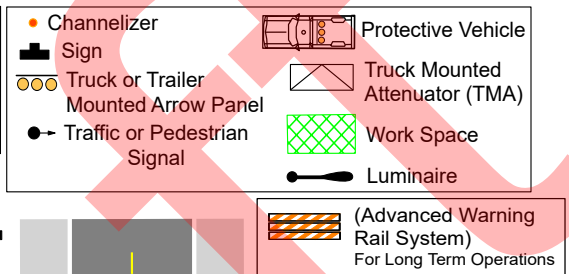 Channelizer
Sign
Truck or Trailer
Mounted Arrow Panel
Traffic or Pedestrian
Signal
Protective Vehicle
Truck Mounted
Attenuator (TMA)
Work Space
Luminaire
(Advanced Warning
Rail System)
For Long Term Operations